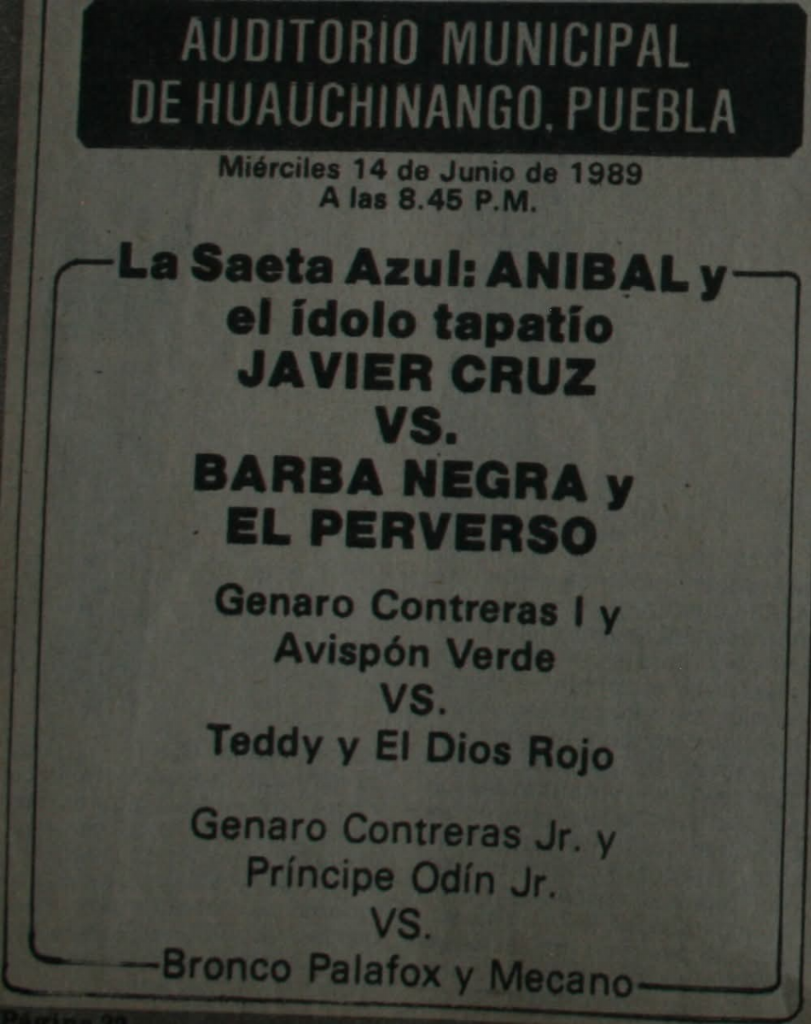 AUDITORIO MUNICIPAL
DE HUAUCHINANGO, PUEBLA
Miérciles 14 de Junio de 1989
A las 8.45 P.M.
La Saeta Azul: ANIBAL y
el ídolo tapatío
JAVIER CRUZ
VS.
BARBA NEGRA y
EL PERVERSO
Genaro Contreras I y
Avispón Verde
VS.
Teddy y El Dios Rojo
Genaro Contreras Jr. y
Príncipe Odín Jr.
VS.
Bronco Palafox y Mecano
Página